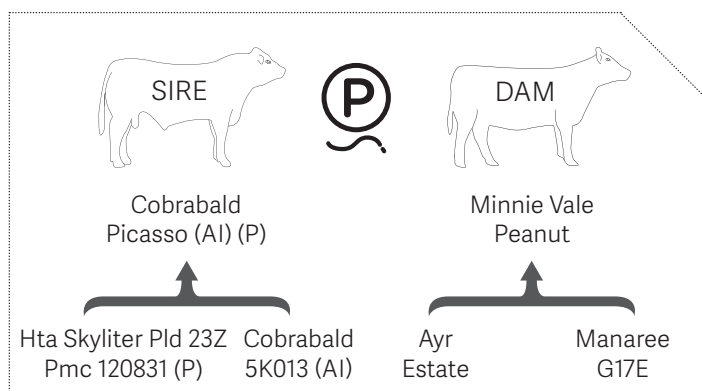 SIRE
P
DAM
Cobrabald
Picasso (AI) (P)
Minnie Vale
Peanut
Hta Skyliter Pld 23Z
Pmc 120831 (P)
Cobrabald
5K013 (AI)
Ayr
Estate
Manaree
G17E